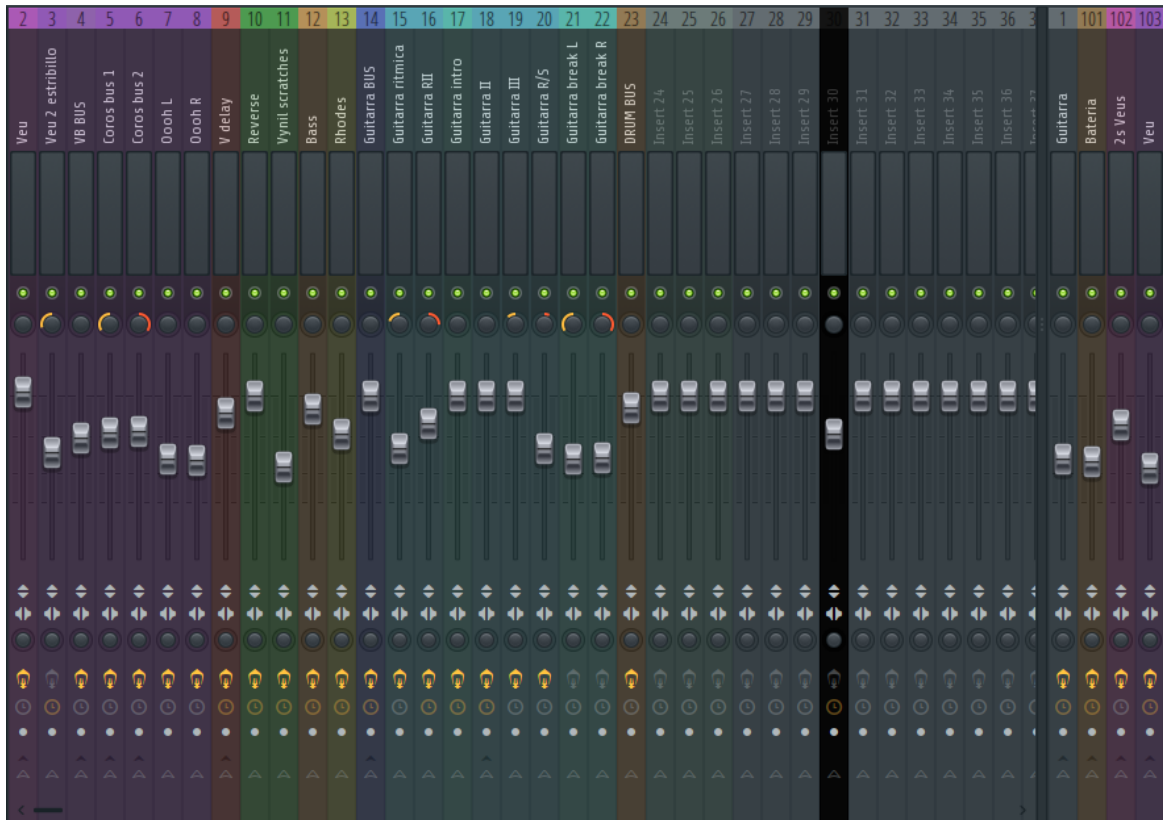 2 3 4 5 6 7 8 9 10 11 12 13 14 15 16 17 18 19 20 21 22 23 24 25 26 27 28 29 30 31 32 33 34 35 36 1 101 102 103
Veu
Veu 2 estribillo
VB BUS
Coros bus 1
Coros bus 2
Oooh L
Oooh R
V delay
Reverse
Vynil scratches
Bass
Rhodes
Guitarra BUS
Guitarra ritmica
Guitarra RII
Guitarra intro
Guitarra II
Guitarra III
Guitarra R/S
Guitarra break L
Guitarra break R
DRUM BUS
Insert 24
Insert 25
Insert 26
Insert 27
Insert 28
Insert 29
Insert 30
Insert 31
Insert 32
Insert 33
Insert 34
Insert 35
Insert 36
Guitarra
Bateria
2 s Veus
Veu